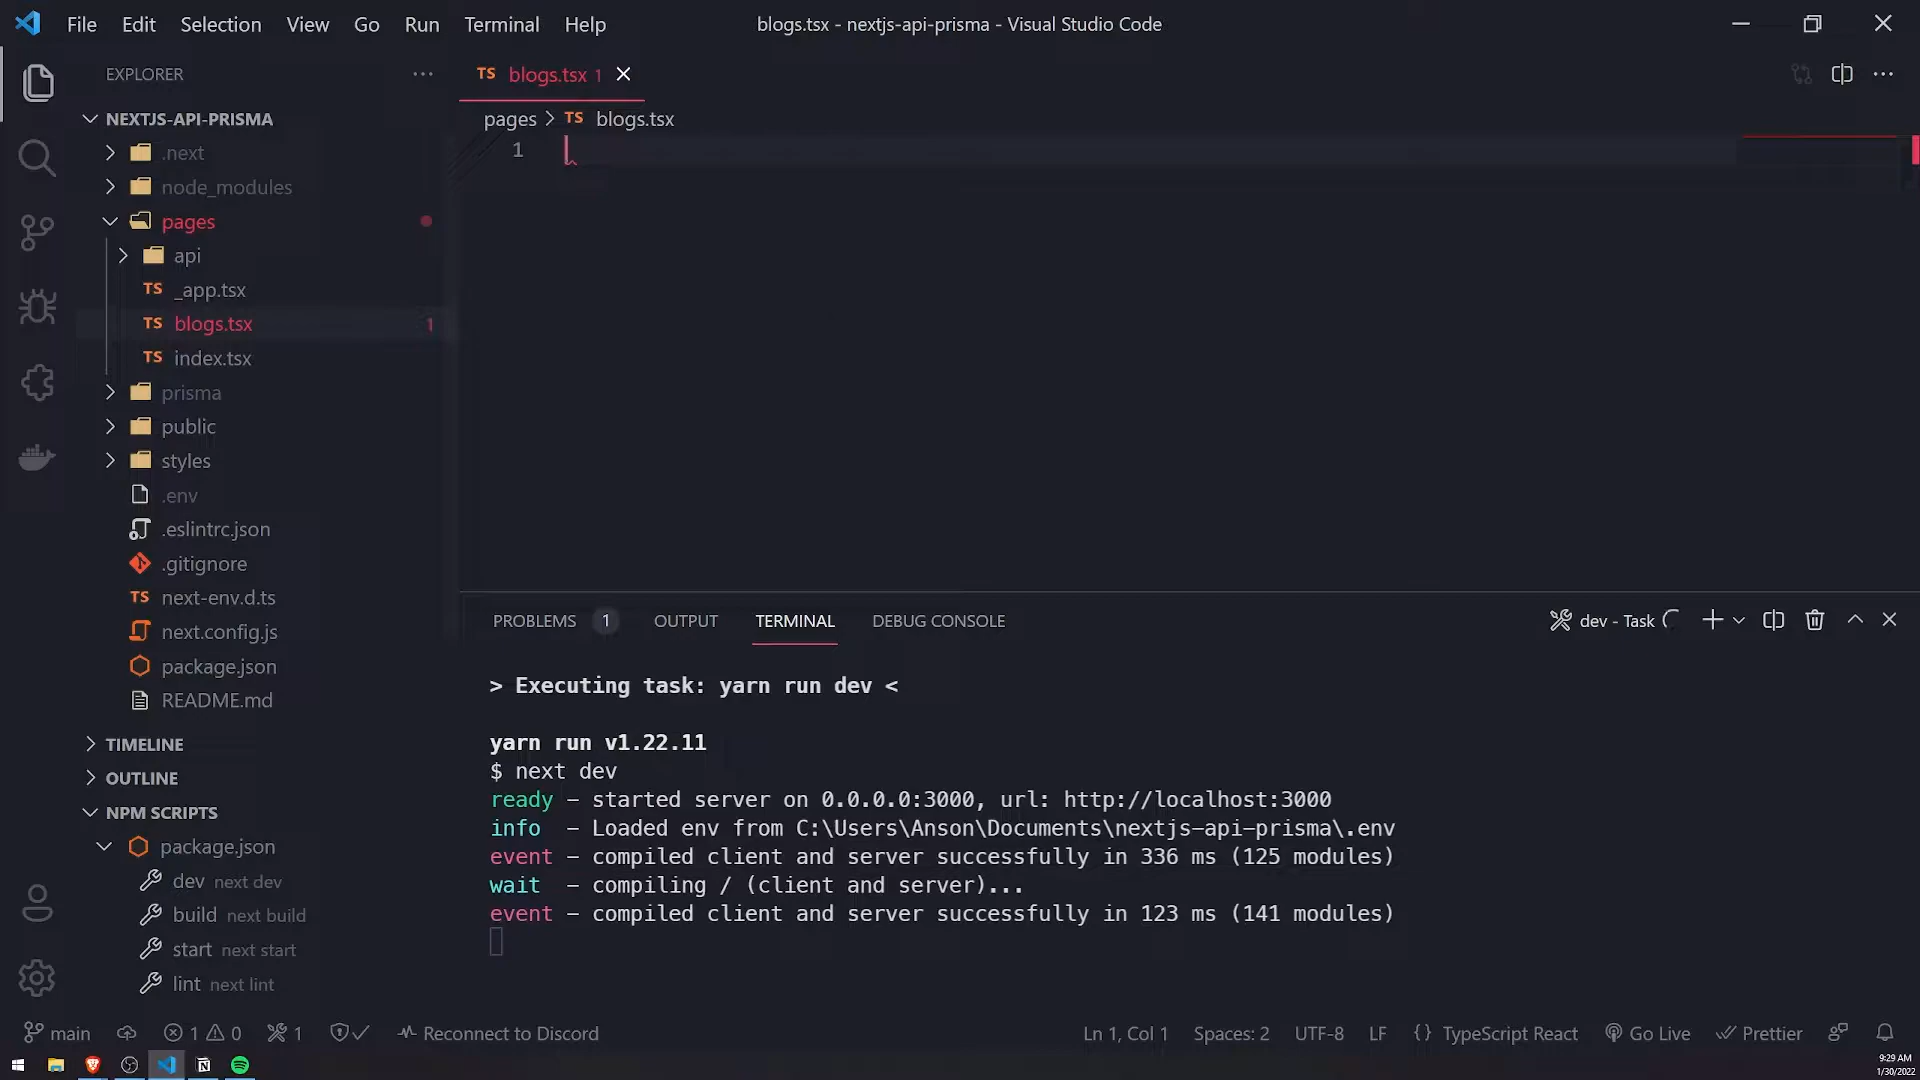 File Edit Selection View Go Run Terminal Help
blogs.tsx - nextjs-api-prisma - Visual Studio Code
EXPLORER
NEXTJS-API-PRISMA
.next
node_modules
pages
api
TS _app.tsx
TS blogs.tsx 1
TS index.tsx
prisma
public
styles
.env
.eslintrc.json
.gitignore
TS next-env.d.ts
next.config.js
package.json
README.md
TIMELINE
OUTLINE
NPM SCRIPTS
package.json
dev next dev
build next build
start next start
lint next lint
TS blogs.tsx 1
pages > TS blogs.tsx
1
PROBLEMS 1 OUTPUT TERMINAL DEBUG CONSOLE
dev - Task
> Executing task: yarn run dev <
yarn run v1.22.11
$ next dev
ready - started server on 0.0.0.0:3000, url: http://localhost:3000
info - Loaded env from C:\Users\Anson\Documents\nextjs-api-prisma\.env
event - compiled client and server successfully in 336 ms (125 modules)
wait - compiling / (client and server)...
event - compiled client and server successfully in 123 ms (141 modules)
main 1 0 1 Reconnect to Discord
Ln 1, Col 1 Spaces: 2 UTF-8 LF {} TypeScript React Go Live Prettier
9:29 AM
1/30/2022